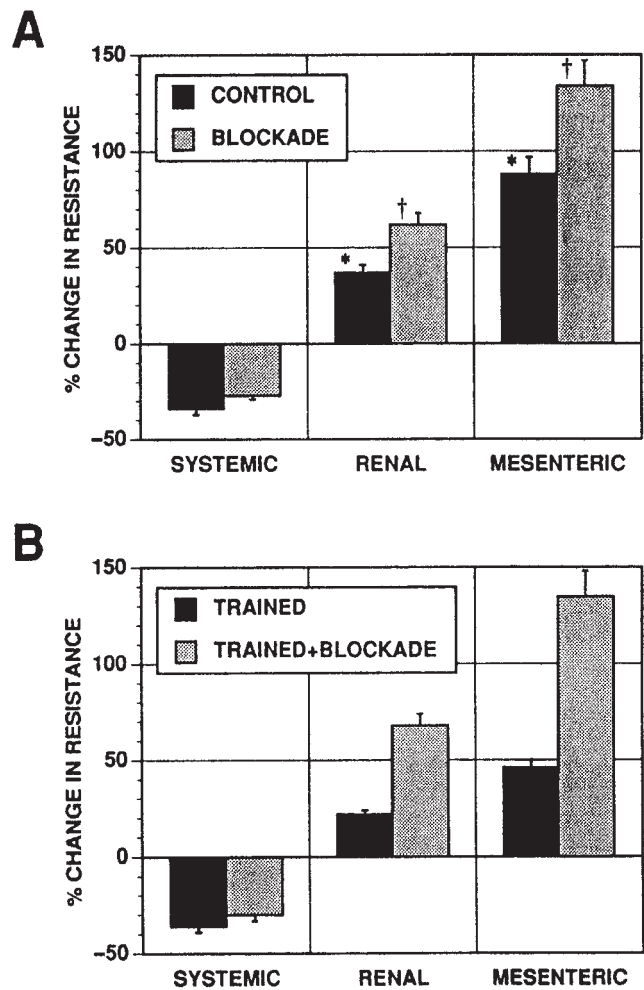 A
% CHANGE IN RESISTANCE
150
100
50
0
−50
CONTROL
BLOCKADE
*
†
*
†
SYSTEMIC RENAL MESENTERIC
B
% CHANGE IN RESISTANCE
150
100
50
0
−50
TRAINED
TRAINED+BLOCKADE
SYSTEMIC RENAL MESENTERIC